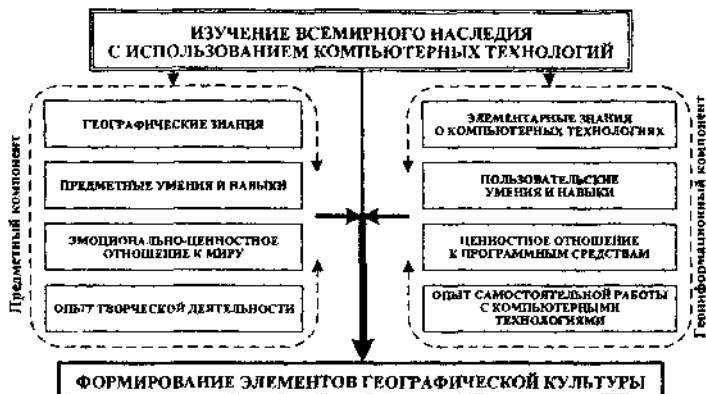 ИЗУЧЕНИЕ ВСЕМИРНОГО НАСЛЕДИЯ
С ИСПОЛЬЗОВАНИЕМ КОМПЬЮТЕРНЫХ ТЕХНОЛОГИЙ
Предметный компонент
ГЕОГРАФИЧЕСКИЕ ЗНАНИЯ
ПРЕДМЕТНЫЕ УМЕНИЯ И НАВЫКИ
ЭМОЦИОНАЛЬНО-ЦЕННОСТНОЕ
ОТНОШЕНИЕ К МИРУ
ОПЫТ ТВОРЧЕСКОЙ ДЕЯТЕЛЬНОСТИ
ЭЛЕМЕНТАРНЫЕ ЗНАНИЯ
О КОМПЬЮТЕРНЫХ ТЕХНОЛОГИЯХ
ПОЛЬЗОВАТЕЛЬСКИЕ
УМЕНИЯ И НАВЫКИ
ЦЕННОСТНОЕ ОТНОШЕНИЕ
К ПРОГРАММНЫМ СРЕДСТВАМ
ОПЫТ САМОСТОЯТЕЛЬНОЙ РАБОТЫ
С КОМПЬЮТЕРНЫМИ
ТЕХНОЛОГИЯМИ
Геоинформационный компонент
ФОРМИРОВАНИЕ ЭЛЕМЕНТОВ ГЕОГРАФИЧЕСКОЙ КУЛЬТУРЫ